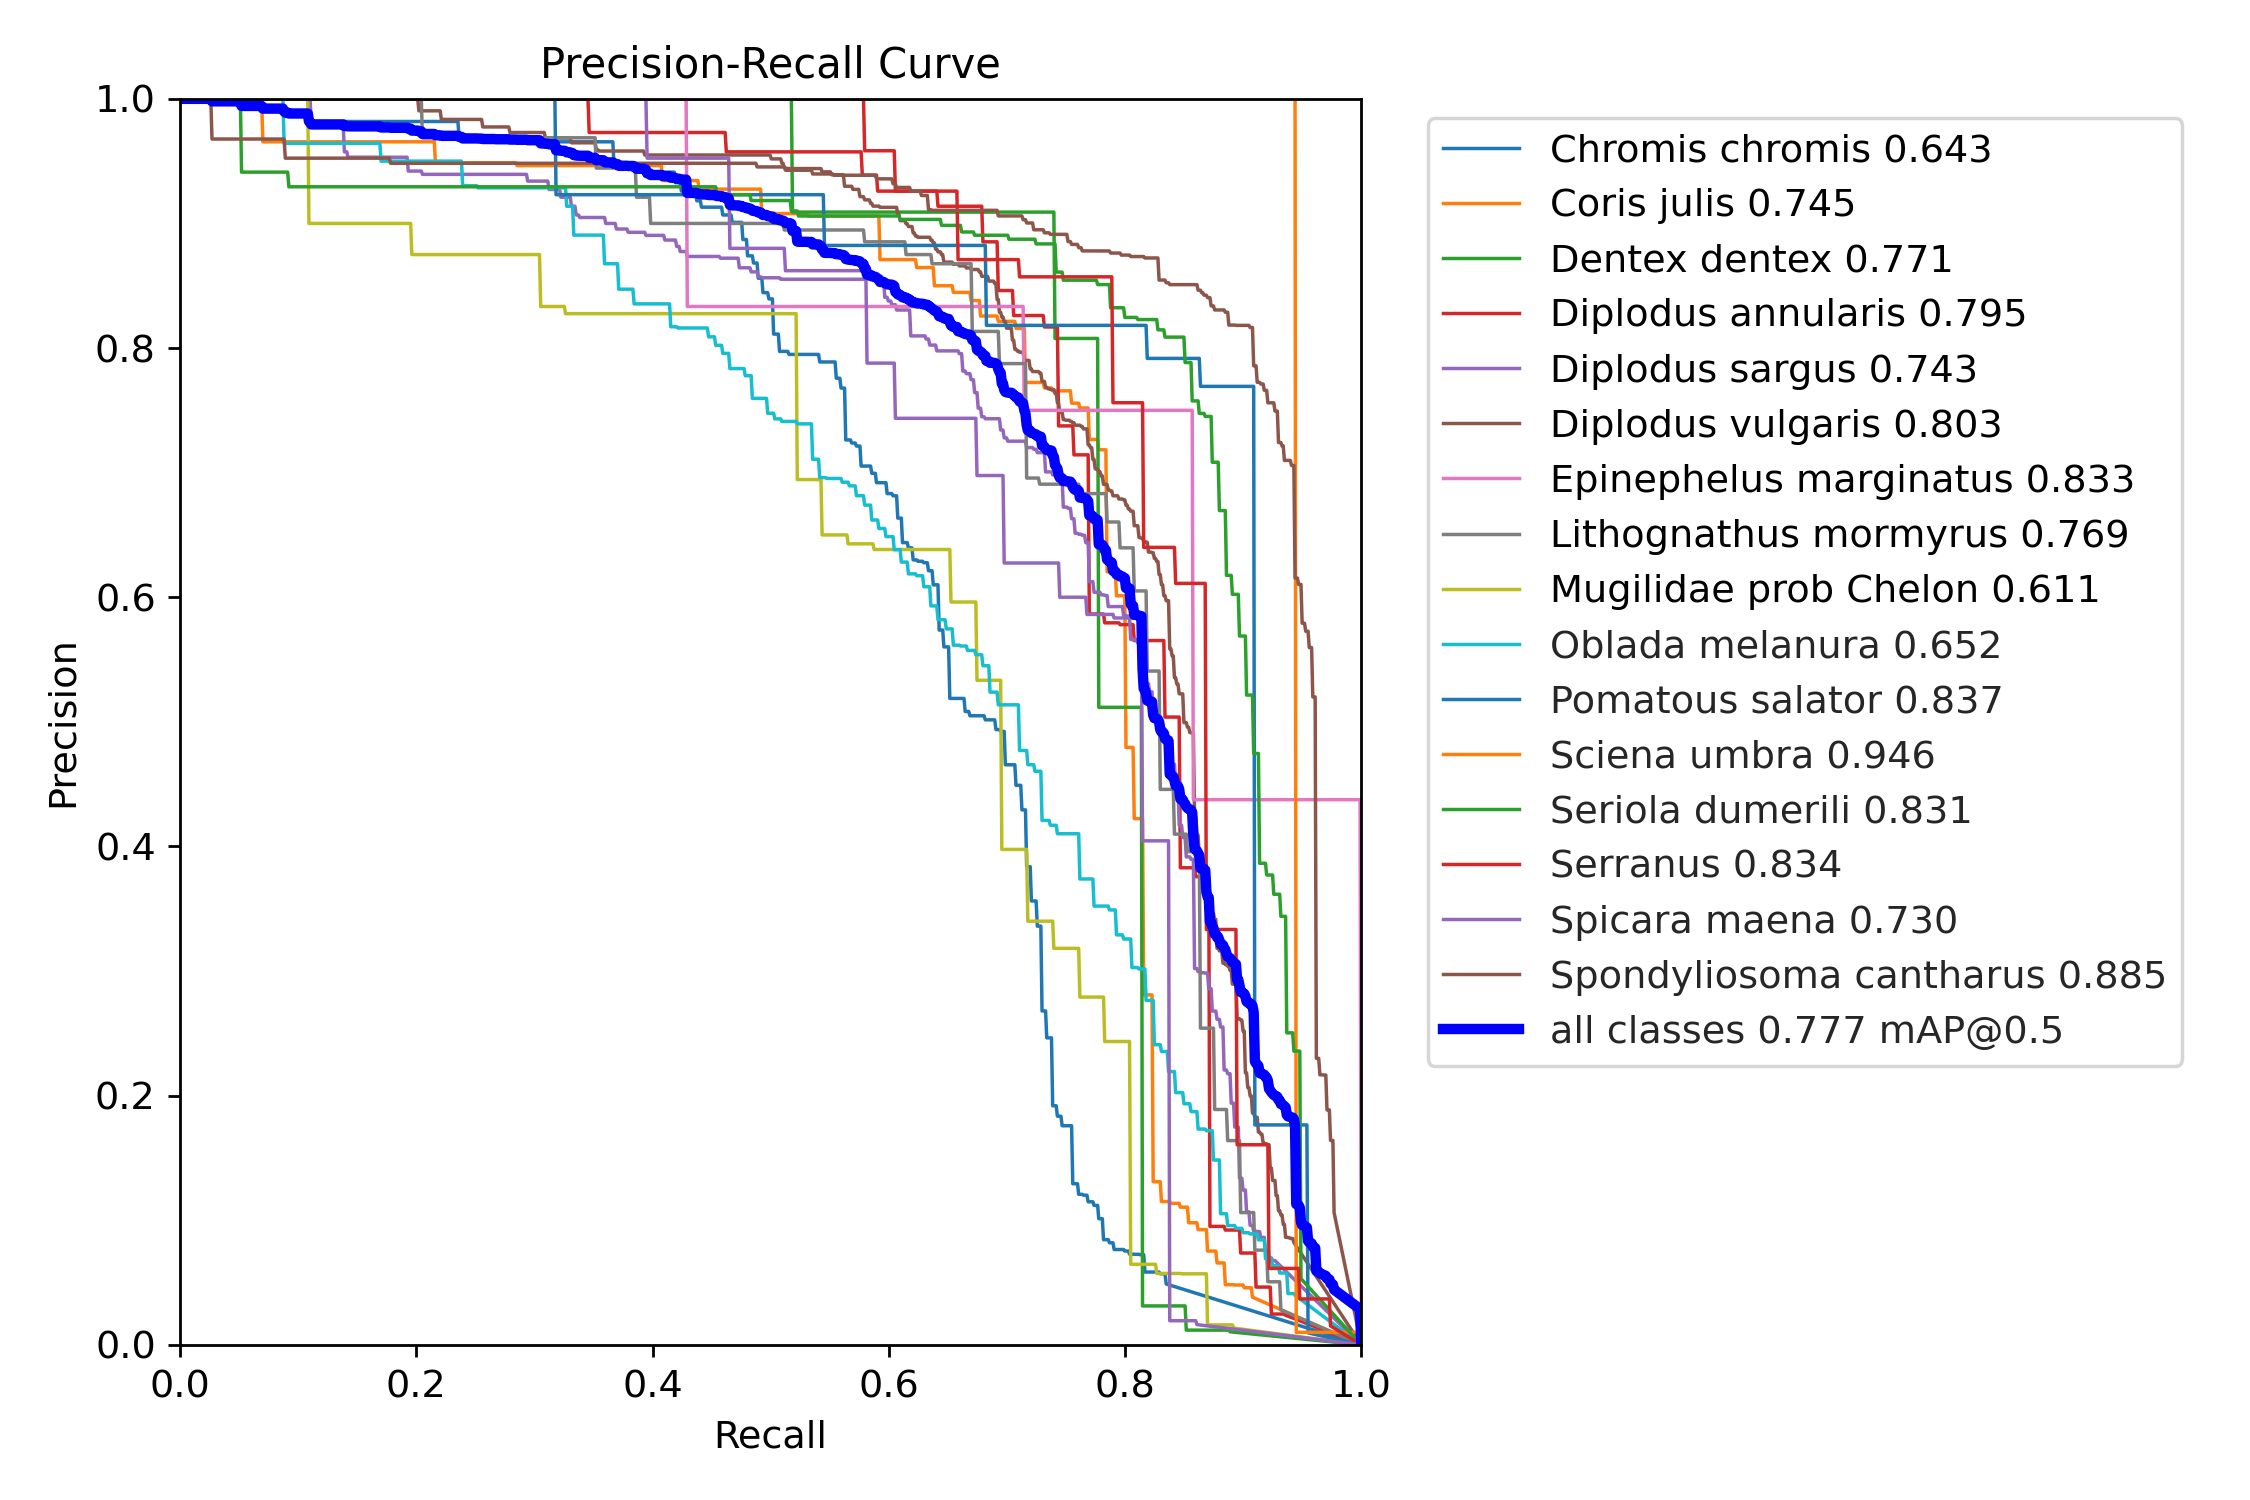 Precision-Recall Curve
1.0
0.8
0.6
0.4
0.2
0.0
Precision
0.0 0.2 0.4 0.6 0.8 1.0
Recall
Chromis chromis 0.643
Coris julis 0.745
Dentex dentex 0.771
Diplodus annularis 0.795
Diplodus sargus 0.743
Diplodus vulgaris 0.803
Epinephelus marginatus 0.833
Lithognathus mormyrus 0.769
Mugilidae prob Chelon 0.611
Oblada melanura 0.652
Pomatous salator 0.837
Sciena umbra 0.946
Seriola dumerili 0.831
Serranus 0.834
Spicara maena 0.730
Spondyliosoma cantharus 0.885
all classes 0.777 mAP@0.5